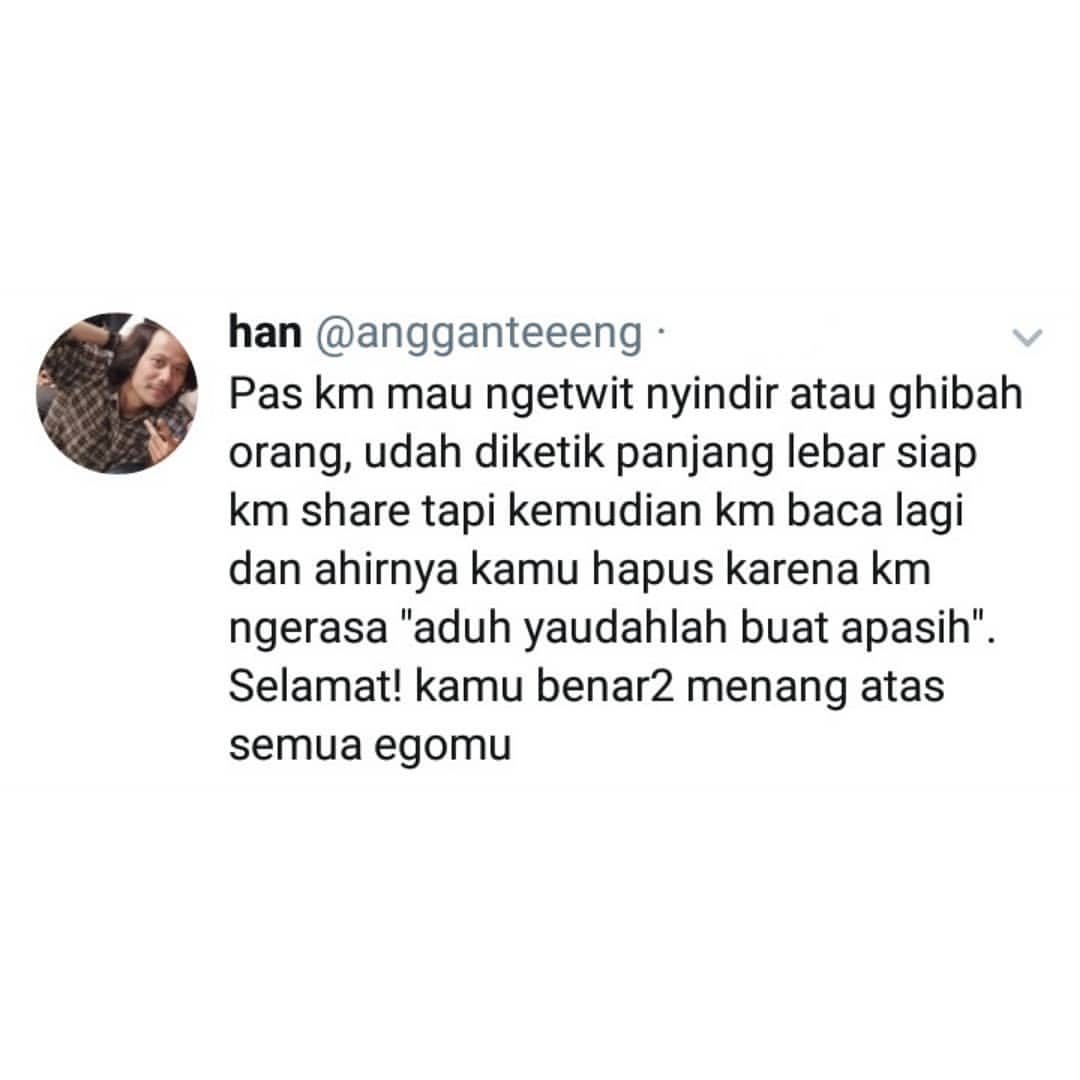 han @anggganteeeng ·
Pas km mau ngetwit nyindir atau ghibah
orang, udah diketik panjang lebar siap
km share tapi kemudian km baca lagi
dan ahirnya kamu hapus karena km
ngerasa "aduh yaudahlah buat apasih".
Selamat! kamu benar2 menang atas
semua egomu